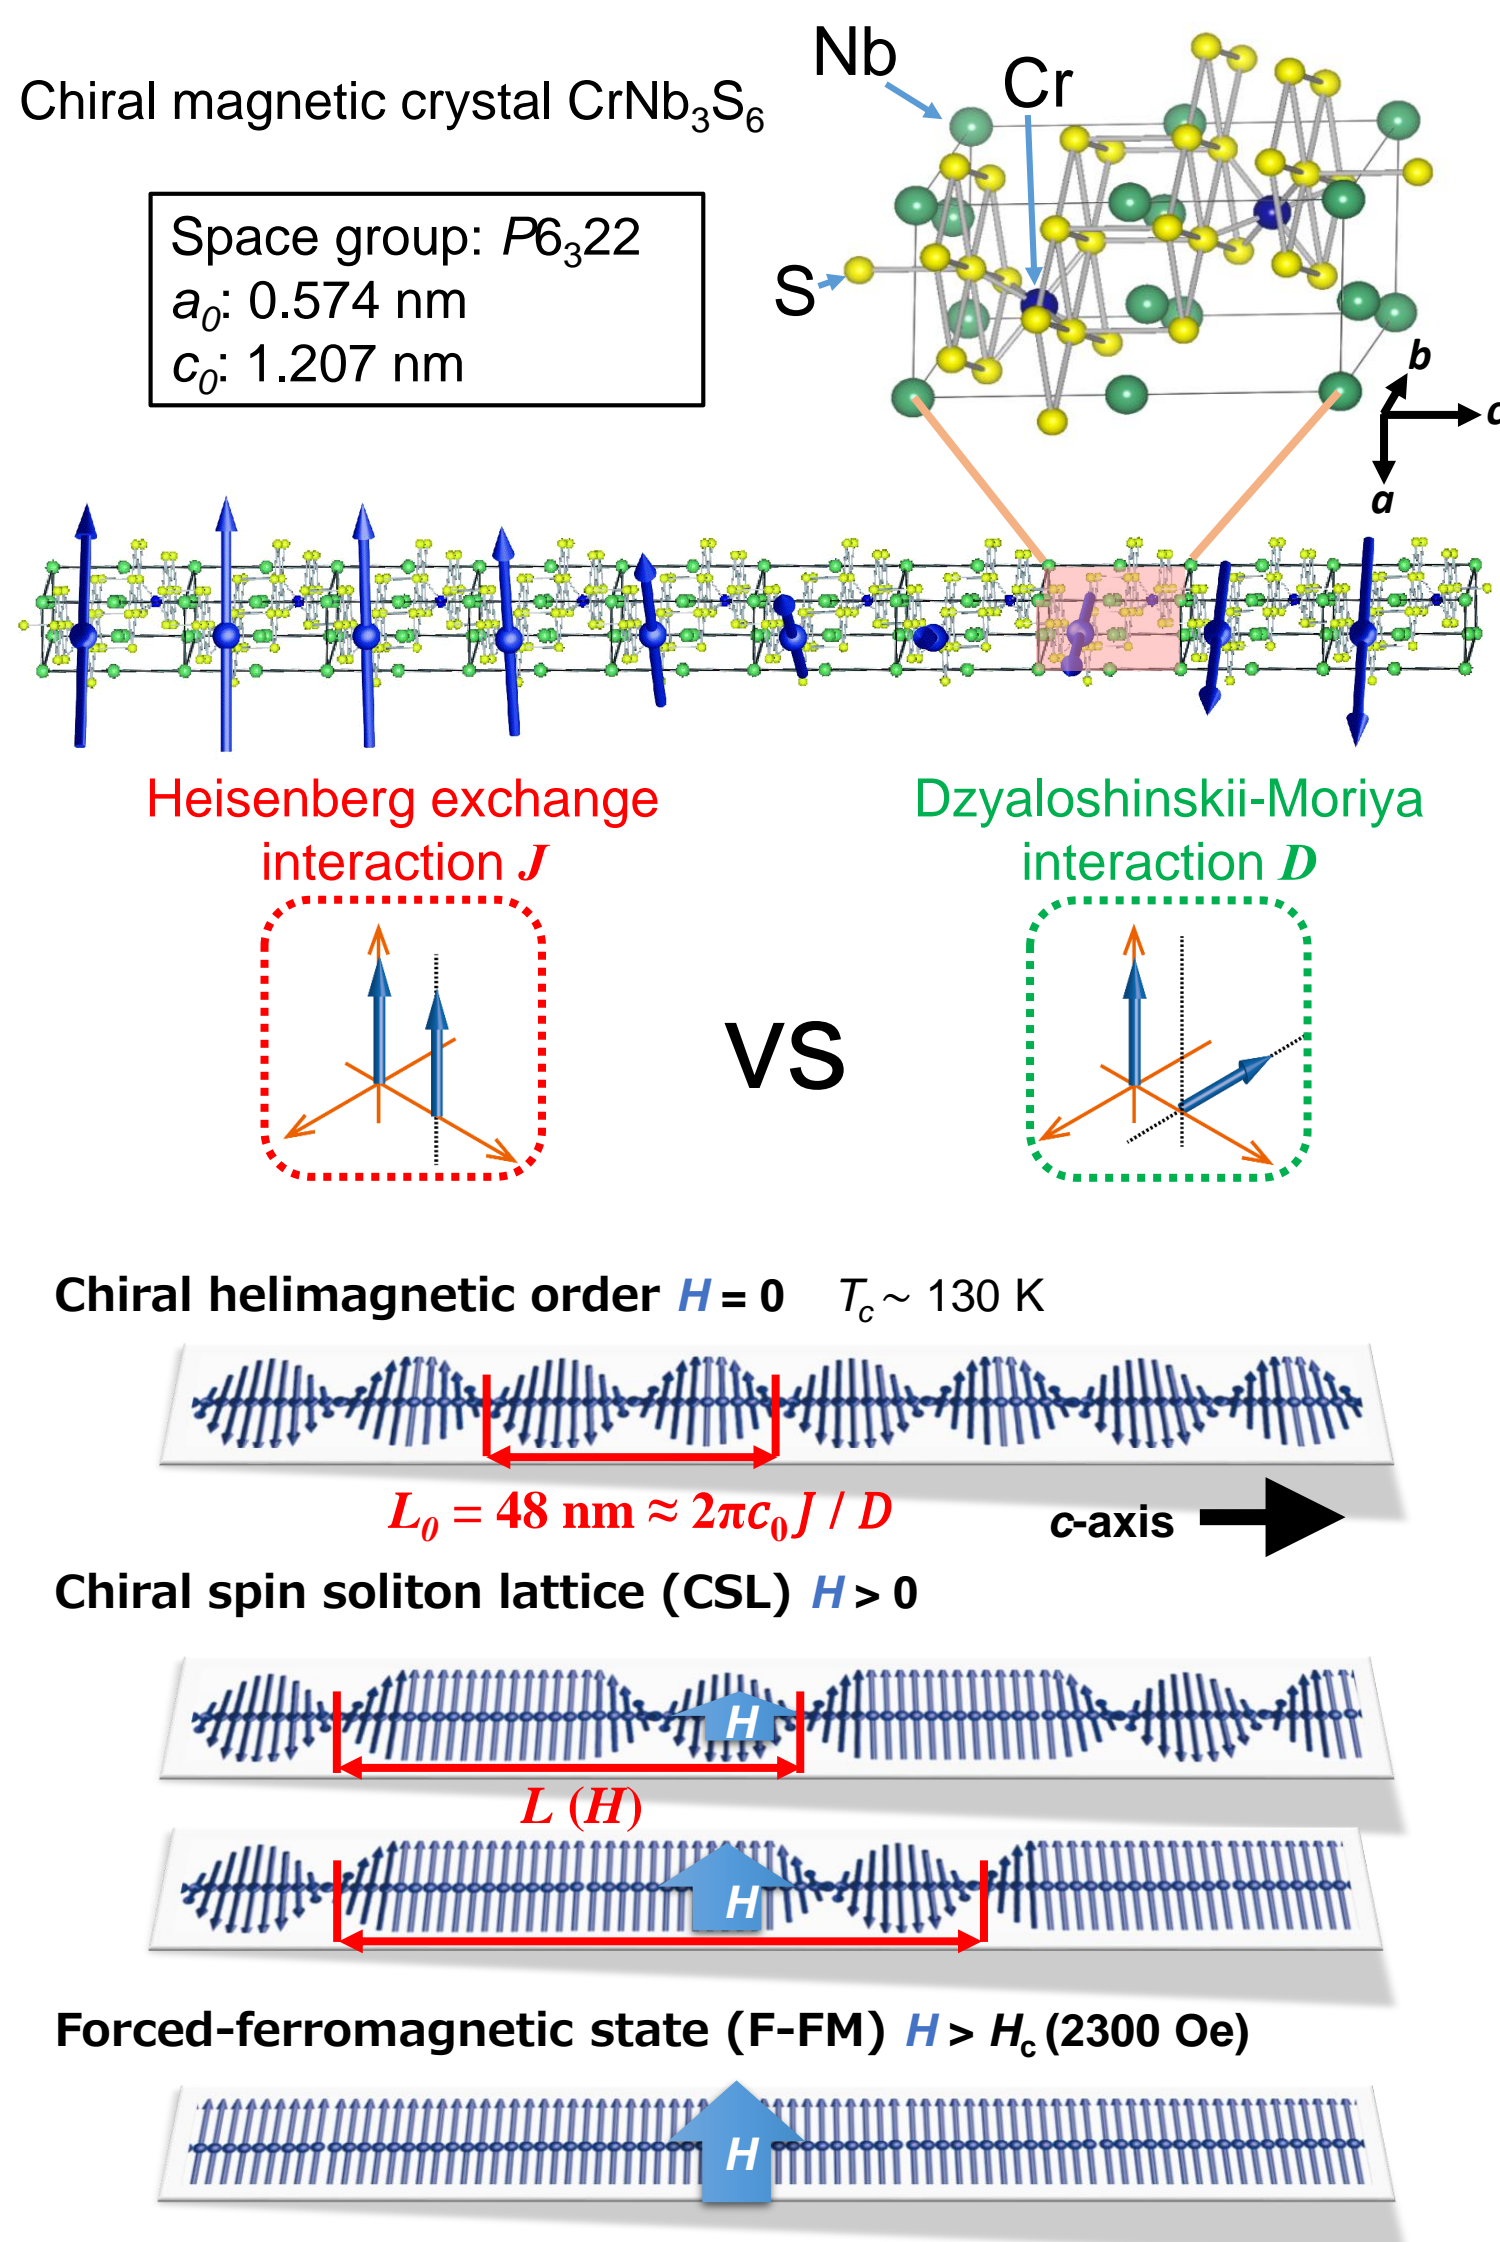 Chiral magnetic crystal CrNb₃S₆
Nb
Cr
S
Space group: P6₃22
a₀: 0.574 nm
c₀: 1.207 nm
b
c
a
Heisenberg exchange
interaction J
vs
Dzyaloshinskii-Moriya
interaction D
Chiral helimagnetic order H = 0 T_c ~ 130 K
L₀ = 48 nm ≈ 2πc₀J / D
c-axis
Chiral spin soliton lattice (CSL) H > 0
H
L (H)
H
Forced-ferromagnetic state (F-FM) H > H_c (2300 Oe)
H